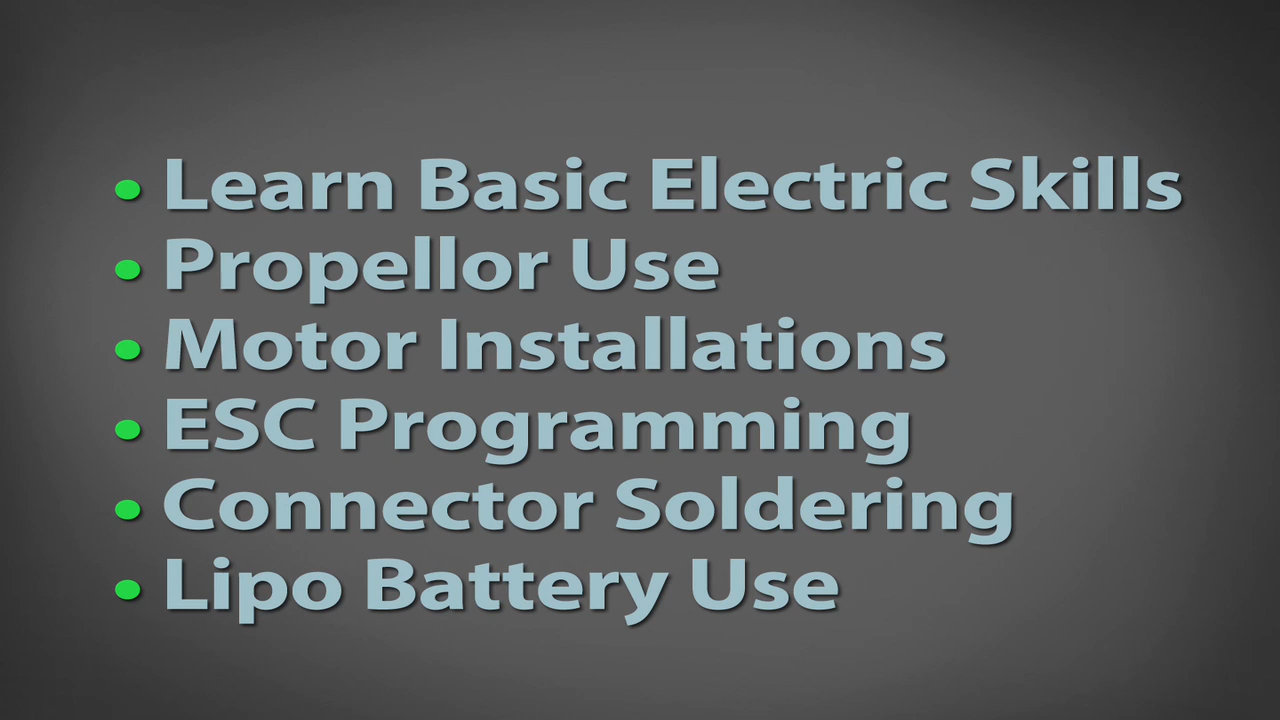 • Learn Basic Electric Skills
• Propellor Use
• Motor Installations
• ESC Programming
• Connector Soldering
• Lipo Battery Use